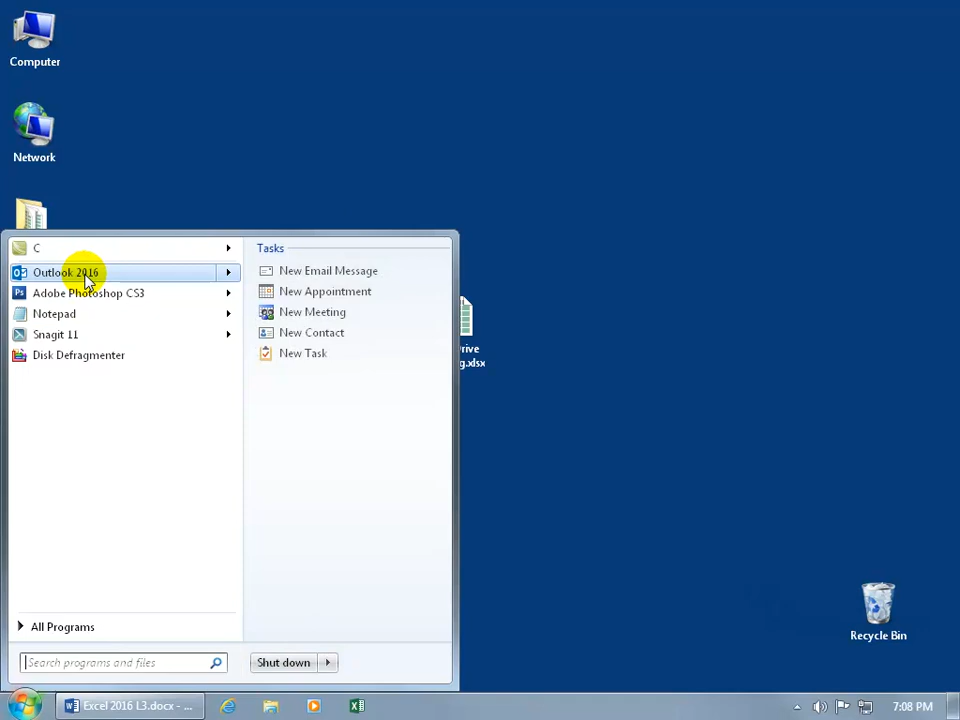 Computer
Network
C
Outlook 2016
Ps Adobe Photoshop CS3
Notepad
Snagit 11
Disk Defragmenter
All Programs
Search programs and files
Tasks
New Email Message
New Appointment
New Meeting
New Contact
New Task
Shut down
rive
g.xlsx
Recycle Bin
Excel 2016 L3.docx - ...
7:08 PM